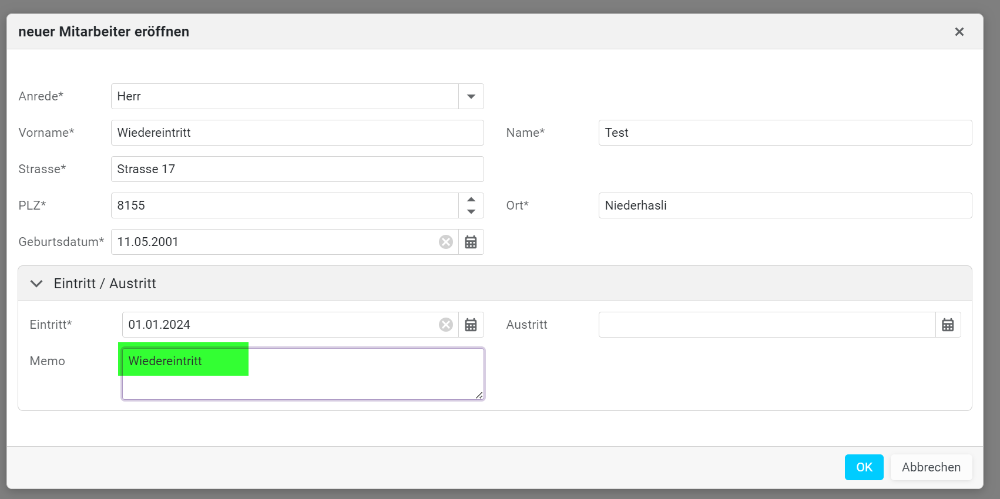 neuer Mitarbeiter eröffnen
Anrede* Herr
Vorname* Wiedereintritt Name* Test
Strasse* Strasse 17
PLZ* 8155 Ort* Niederhasli
Geburtsdatum* 11.05.2001
Eintritt / Austritt
Eintritt* 01.01.2024 Austritt
Memo Wiedereintritt
OK Abbrechen